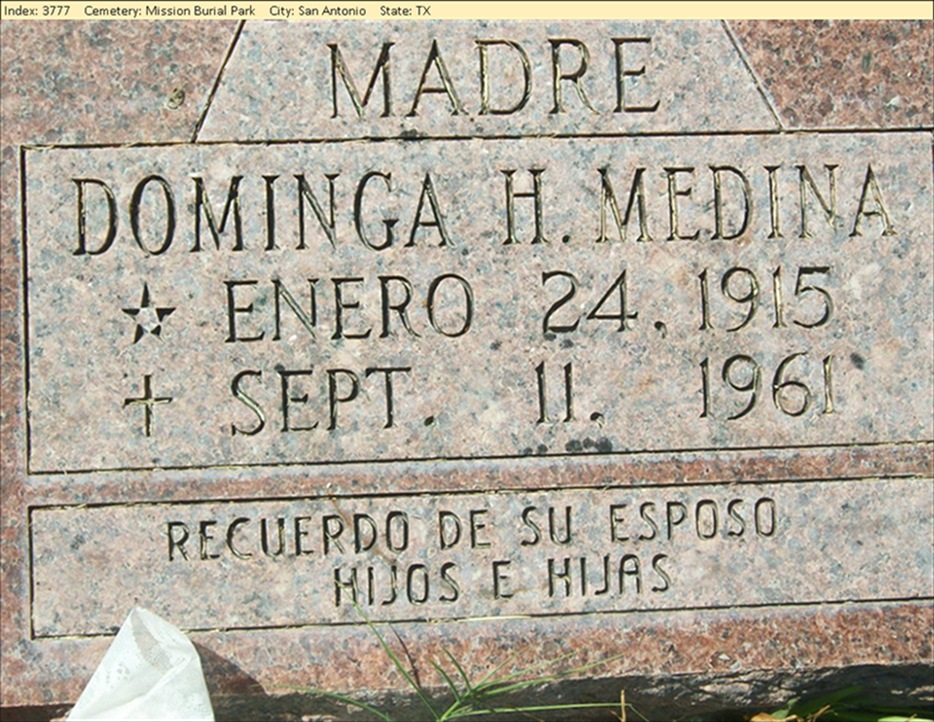 Index: 3777 Cemetery: Mission Burial Park City: San Antonio State: TX
MADRE
DOMINGA H. MEDINA
ENERO 24, 1915
SEPT. 11, 1961
RECUERDO DE SU ESPOSO
HIJOS E HIJAS